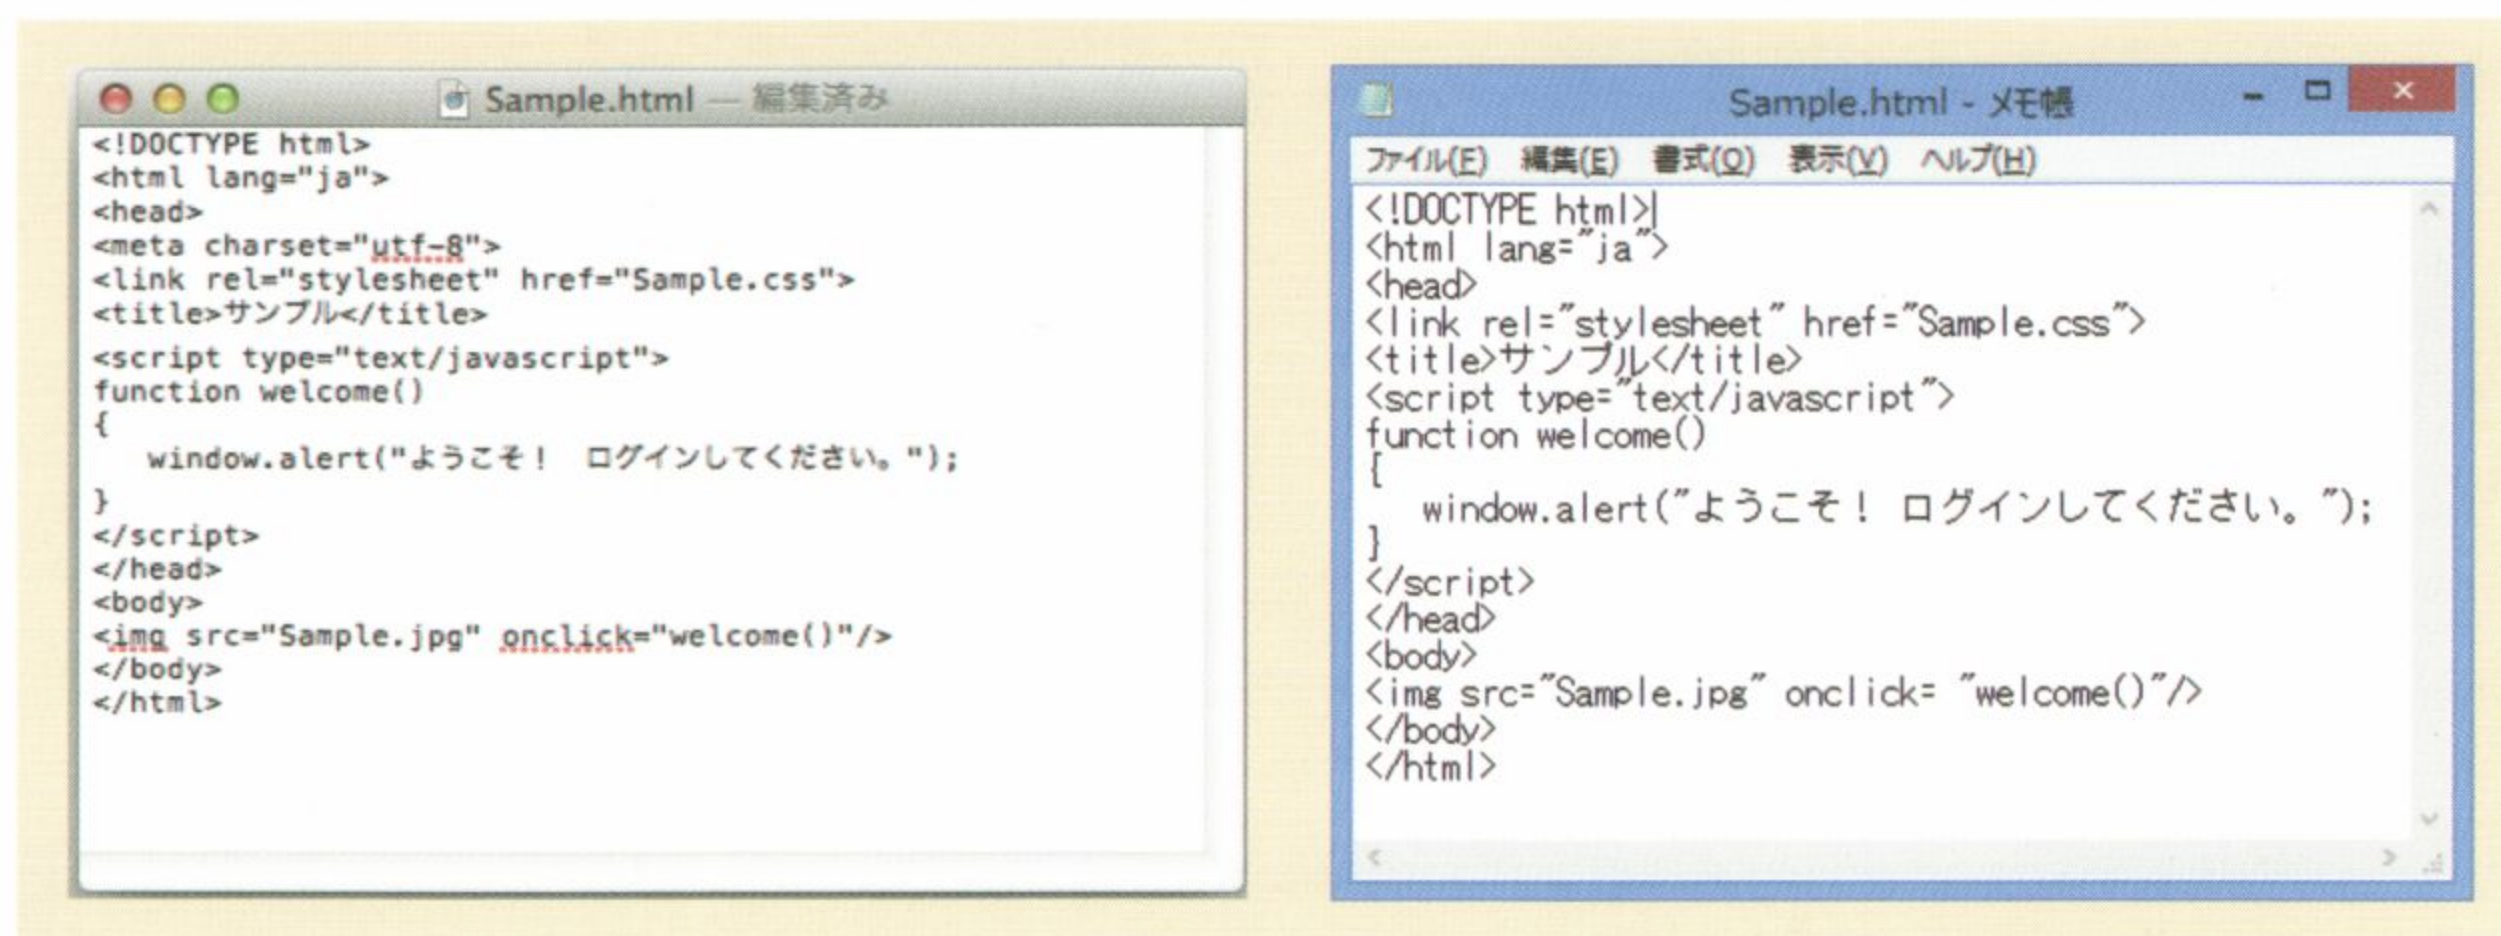 Sample.html — 編集済み
<!DOCTYPE html>
<html lang="ja">
<head>
<meta charset="utf-8">
<link rel="stylesheet" href="Sample.css">
<title>サンプル</title>
<script type="text/javascript">
function welcome()
{
   window.alert("ようこそ！　ログインしてください。");
}
</script>
</head>
<body>
<img src="Sample.jpg" onclick="welcome()"/>
</body>
</html>
Sample.html - メモ帳
ファイル(F) 編集(E) 書式(O) 表示(V) ヘルプ(H)
<!DOCTYPE html>
<html lang="ja">
<head>
<link rel="stylesheet" href="Sample.css">
<title>サンプル</title>
<script type="text/javascript">
function welcome()
{
   window.alert("ようこそ！ ログインしてください。");
}
</script>
</head>
<body>
<img src="Sample.jpg" onclick= "welcome()"/>
</body>
</html>